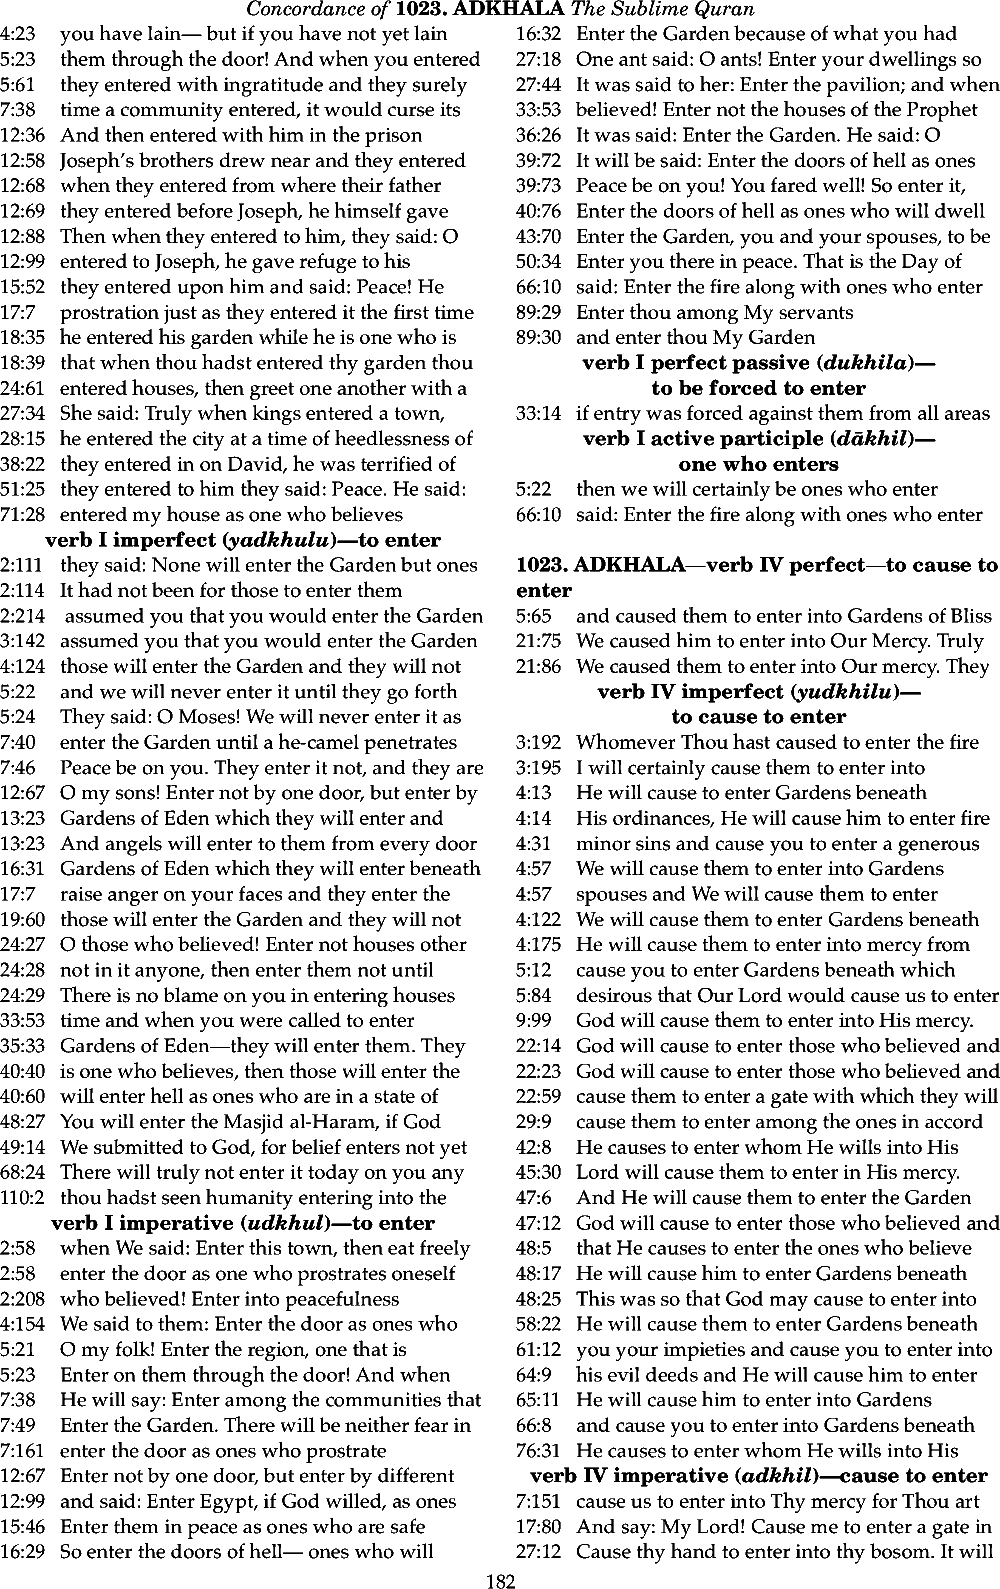 Concordance of 1023. ADKHALA The Sublime Quran
4:23 you have lain— but if you have not yet lain
5:23 them through the door! And when you entered
5:61 they entered with ingratitude and they surely
7:38 time a community entered, it would curse its
12:36 And then entered with him in the prison
12:58 Joseph’s brothers drew near and they entered
12:68 when they entered from where their father
12:69 they entered before Joseph, he himself gave
12:88 Then when they entered to him, they said: O
12:99 entered to Joseph, he gave refuge to his
15:52 they entered upon him and said: Peace! He
17:7 prostration just as they entered it the first time
18:35 he entered his garden while he is one who is
18:39 that when thou hadst entered thy garden thou
24:61 entered houses, then greet one another with a
27:34 She said: Truly when kings entered a town,
28:15 he entered the city at a time of heedlessness of
38:22 they entered in on David, he was terrified of
51:25 they entered to him they said: Peace. He said:
71:28 entered my house as one who believes
verb I imperfect (yadkhulu)—to enter
2:111 they said: None will enter the Garden but ones
2:114 It had not been for those to enter them
2:214 assumed you that you would enter the Garden
3:142 assumed you that you would enter the Garden
4:124 those will enter the Garden and they will not
5:22 and we will never enter it until they go forth
5:24 They said: O Moses! We will never enter it as
7:40 enter the Garden until a he-camel penetrates
7:46 Peace be on you. They enter it not, and they are
12:67 O my sons! Enter not by one door, but enter by
13:23 Gardens of Eden which they will enter and
13:23 And angels will enter to them from every door
16:31 Gardens of Eden which they will enter beneath
17:7 raise anger on your faces and they enter the
19:60 those will enter the Garden and they will not
24:27 O those who believed! Enter not houses other
24:28 not in it anyone, then enter them not until
24:29 There is no blame on you in entering houses
33:53 time and when you were called to enter
35:33 Gardens of Eden—they will enter them. They
40:40 is one who believes, then those will enter the
40:60 will enter hell as ones who are in a state of
48:27 You will enter the Masjid al-Haram, if God
49:14 We submitted to God, for belief enters not yet
68:24 There will truly not enter it today on you any
110:2 thou hadst seen humanity entering into the
verb I imperative (udkhul)—to enter
2:58 when We said: Enter this town, then eat freely
2:58 enter the door as one who prostrates oneself
2:208 who believed! Enter into peacefulness
4:154 We said to them: Enter the door as ones who
5:21 O my folk! Enter the region, one that is
5:23 Enter on them through the door! And when
7:38 He will say: Enter among the communities that
7:49 Enter the Garden. There will be neither fear in
7:161 enter the door as ones who prostrate
12:67 Enter not by one door, but enter by different
12:99 and said: Enter Egypt, if God willed, as ones
15:46 Enter them in peace as ones who are safe
16:29 So enter the doors of hell— ones who will
16:32 Enter the Garden because of what you had
27:18 One ant said: O ants! Enter your dwellings so
27:44 It was said to her: Enter the pavilion; and when
33:53 believed! Enter not the houses of the Prophet
36:26 It was said: Enter the Garden. He said: O
39:72 It will be said: Enter the doors of hell as ones
39:73 Peace be on you! You fared well! So enter it,
40:76 Enter the doors of hell as ones who will dwell
43:70 Enter the Garden, you and your spouses, to be
50:34 Enter you there in peace. That is the Day of
66:10 said: Enter the fire along with ones who enter
89:29 Enter thou among My servants
89:30 and enter thou My Garden
verb I perfect passive (dukhila)—
to be forced to enter
33:14 if entry was forced against them from all areas
verb I active participle (dākhil)—
one who enters
5:22 then we will certainly be ones who enter
66:10 said: Enter the fire along with ones who enter
1023. ADKHALA—verb IV perfect—to cause to
enter
5:65 and caused them to enter into Gardens of Bliss
21:75 We caused him to enter into Our Mercy. Truly
21:86 We caused them to enter into Our mercy. They
verb IV imperfect (yudkhilu)—
to cause to enter
3:192 Whomever Thou hast caused to enter the fire
3:195 I will certainly cause them to enter into
4:13 He will cause to enter Gardens beneath
4:14 His ordinances, He will cause him to enter fire
4:31 minor sins and cause you to enter a generous
4:57 We will cause them to enter into Gardens
4:57 spouses and We will cause them to enter
4:122 We will cause them to enter Gardens beneath
4:175 He will cause them to enter into mercy from
5:12 cause you to enter Gardens beneath which
5:84 desirous that Our Lord would cause us to enter
9:99 God will cause them to enter into His mercy.
22:14 God will cause to enter those who believed and
22:23 God will cause to enter those who believed and
22:59 cause them to enter a gate with which they will
29:9 cause them to enter among the ones in accord
42:8 He causes to enter whom He wills into His
45:30 Lord will cause them to enter in His mercy.
47:6 And He will cause them to enter the Garden
47:12 God will cause to enter those who believed and
48:5 that He causes to enter the ones who believe
48:17 He will cause him to enter Gardens beneath
48:25 This was so that God may cause to enter into
58:22 He will cause them to enter Gardens beneath
61:12 you your impieties and cause you to enter into
64:9 his evil deeds and He will cause him to enter
65:11 He will cause him to enter into Gardens
66:8 and cause you to enter into Gardens beneath
76:31 He causes to enter whom He wills into His
verb IV imperative (adkhil)—cause to enter
7:151 cause us to enter into Thy mercy for Thou art
17:80 And say: My Lord! Cause me to enter a gate in
27:12 Cause thy hand to enter into thy bosom. It will
182